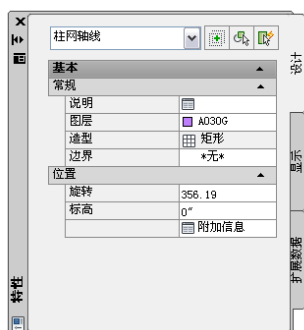 柱网轴线
基本
常规
说明
图层 A030G
造型 矩形
边界 *无*
位置
旋转 356.19
标高 0"
附加信息
设计
显示
扩展数据
特性